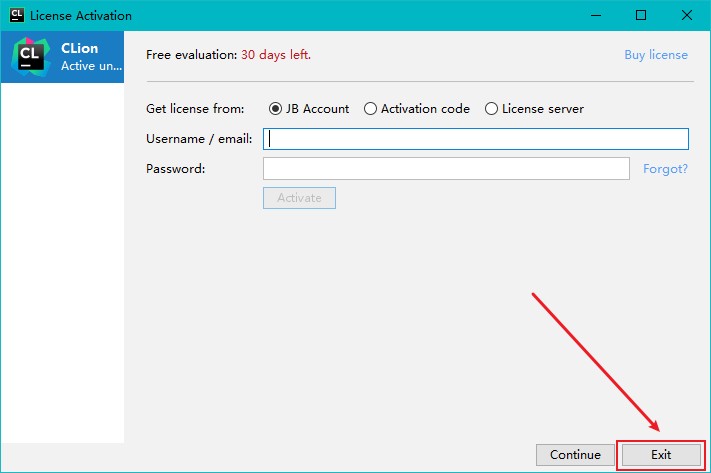 CL License Activation
CL
CLion
Active un...
Free evaluation: 30 days left.
Buy license
Get license from: JB Account Activation code License server
Username / email:
Password:
Forgot?
Activate
Continue
Exit